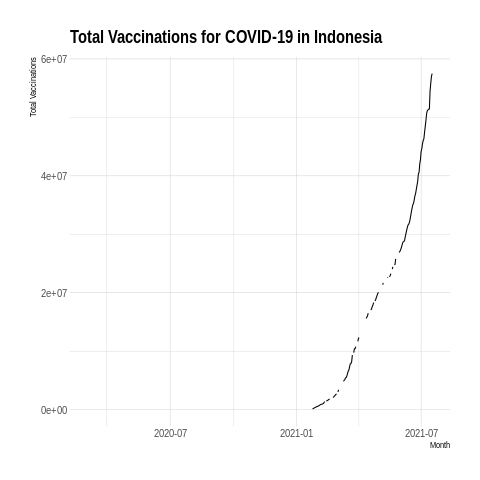 Total Vaccinations for COVID-19 in Indonesia
Total Vaccinations
6e+07
4e+07
2e+07
0e+00
2020-07
2021-01
2021-07
Month